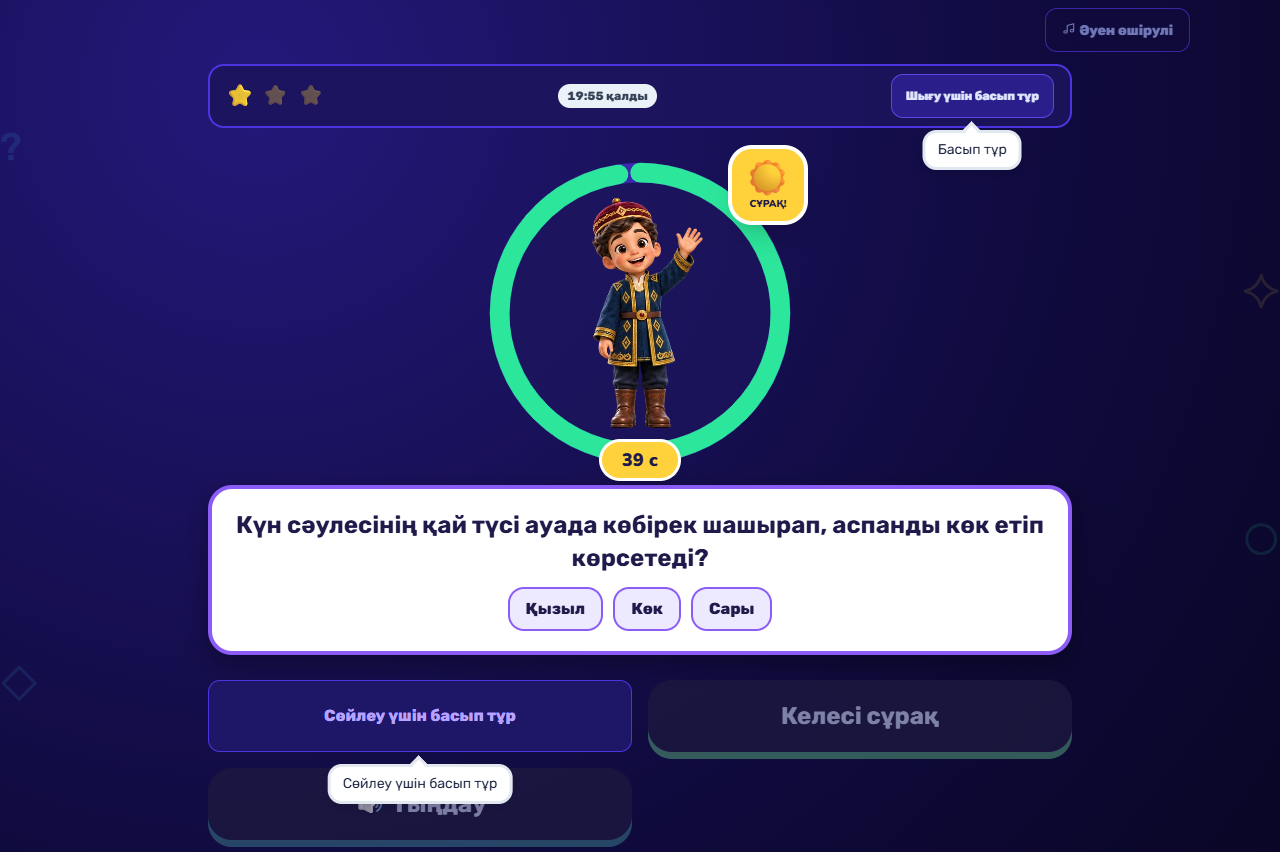 Әуен өшірулі
19:55 қалды
Шығу үшін басып тұр
Басып тұр
СҰРАҚ!
39 с
Күн сәулесінің қай түсі ауада көбірек шашырап, аспанды көк етіп
көрсетеді?
Қызыл
Көк
Сары
Сөйлеу үшін басып тұр
Келесі сұрақ
Сөйлеу үшін басып тұр
Тыңдау